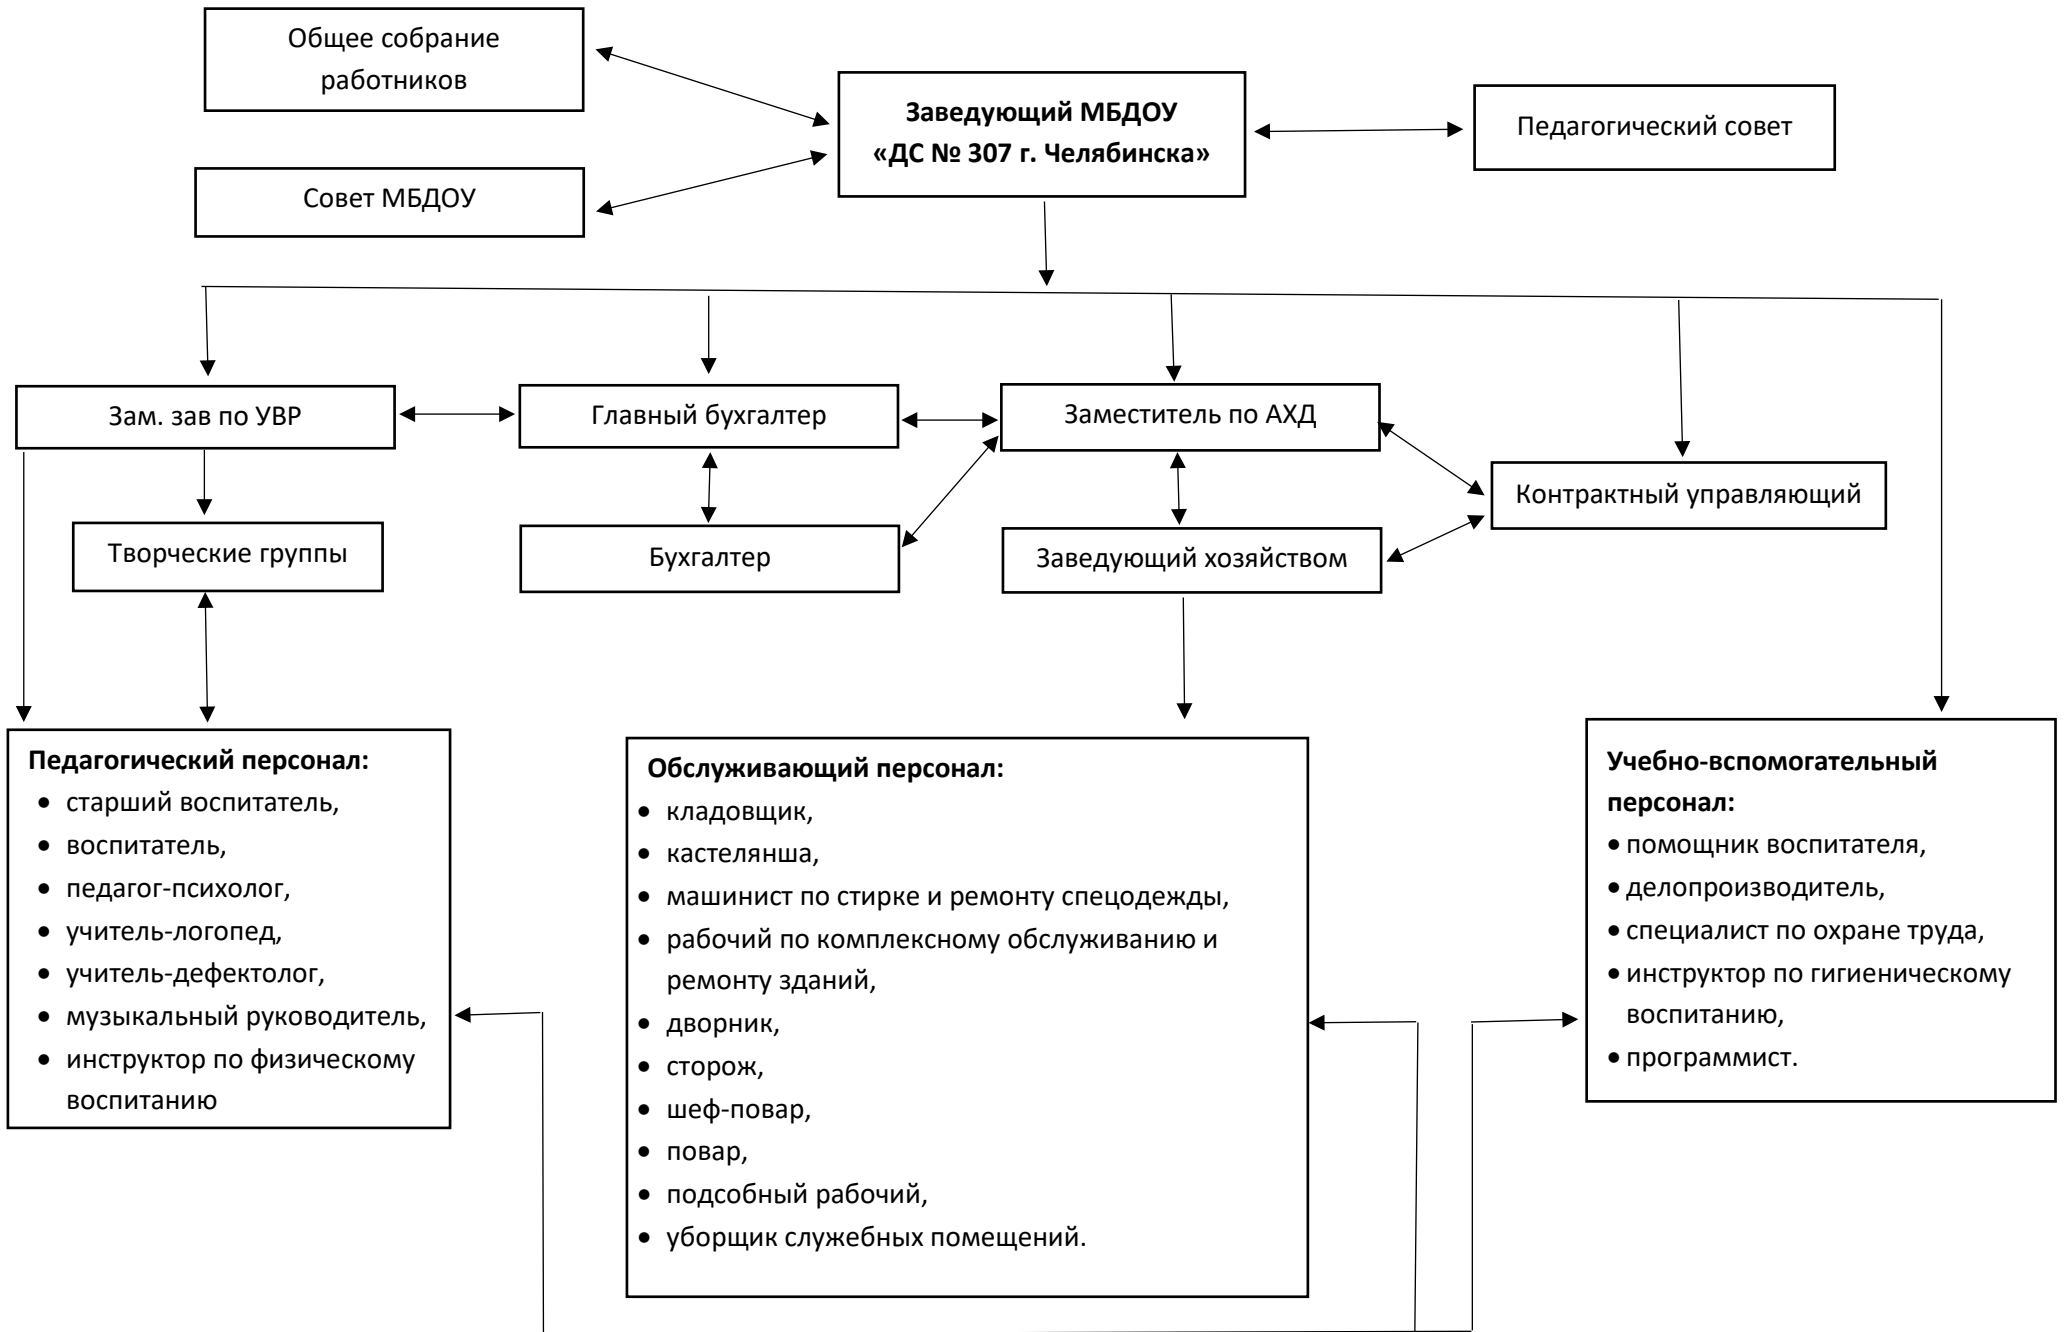 Общее собрание
работников
Заведующий МБДОУ
«ДС № 307 г. Челябинска»
Педагогический совет
Совет МБДОУ
Зам. зав по УВР
Главный бухгалтер
Заместитель по АХД
Контрактный управляющий
Творческие группы
Бухгалтер
Заведующий хозяйством
Педагогический персонал:
• старший воспитатель,
• воспитатель,
• педагог-психолог,
• учитель-логопед,
• учитель-дефектолог,
• музыкальный руководитель,
• инструктор по физическому
воспитанию
Обслуживающий персонал:
• кладовщик,
• кастелянша,
• машинист по стирке и ремонту спецодежды,
• рабочий по комплексному обслуживанию и
ремонту зданий,
• дворник,
• сторож,
• шеф-повар,
• повар,
• подсобный рабочий,
• уборщик служебных помещений.
Учебно-вспомогательный
персонал:
• помощник воспитателя,
• делопроизводитель,
• специалист по охране труда,
• инструктор по гигиеническому
воспитанию,
• программист.